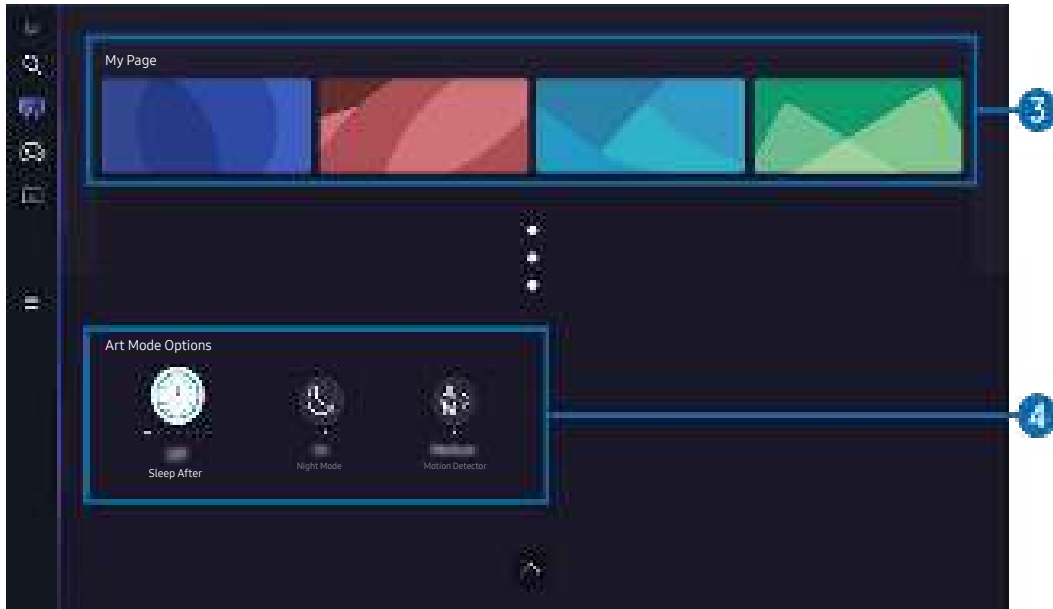 My Page
3
Art Mode Options
Sleep After
Night Mode
Motion Detector
4